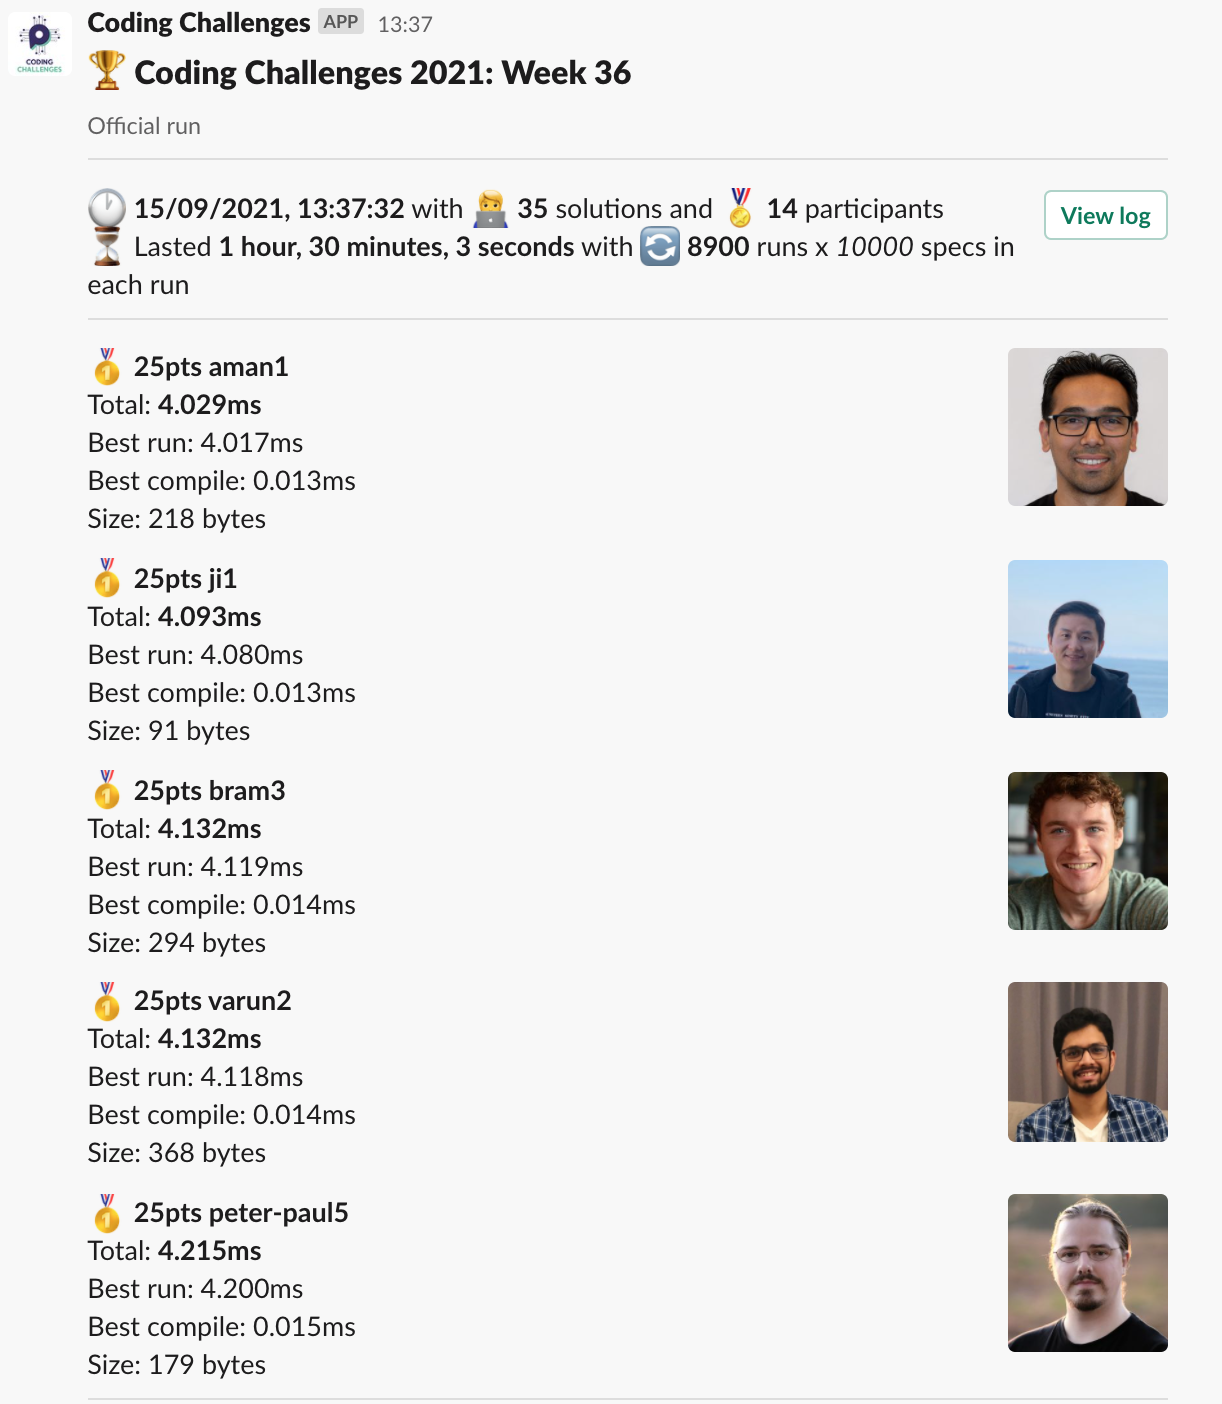 CODING
CHALLENGES
Coding Challenges APP 13:37
Coding Challenges 2021: Week 36
Official run
15/09/2021, 13:37:32 with 35 solutions and 14 participants
View log
Lasted 1 hour, 30 minutes, 3 seconds with 8900 runs x 10000 specs in
each run
25pts aman1
Total: 4.029ms
Best run: 4.017ms
Best compile: 0.013ms
Size: 218 bytes
25pts ji1
Total: 4.093ms
Best run: 4.080ms
Best compile: 0.013ms
Size: 91 bytes
25pts bram3
Total: 4.132ms
Best run: 4.119ms
Best compile: 0.014ms
Size: 294 bytes
25pts varun2
Total: 4.132ms
Best run: 4.118ms
Best compile: 0.014ms
Size: 368 bytes
25pts peter-paul5
Total: 4.215ms
Best run: 4.200ms
Best compile: 0.015ms
Size: 179 bytes